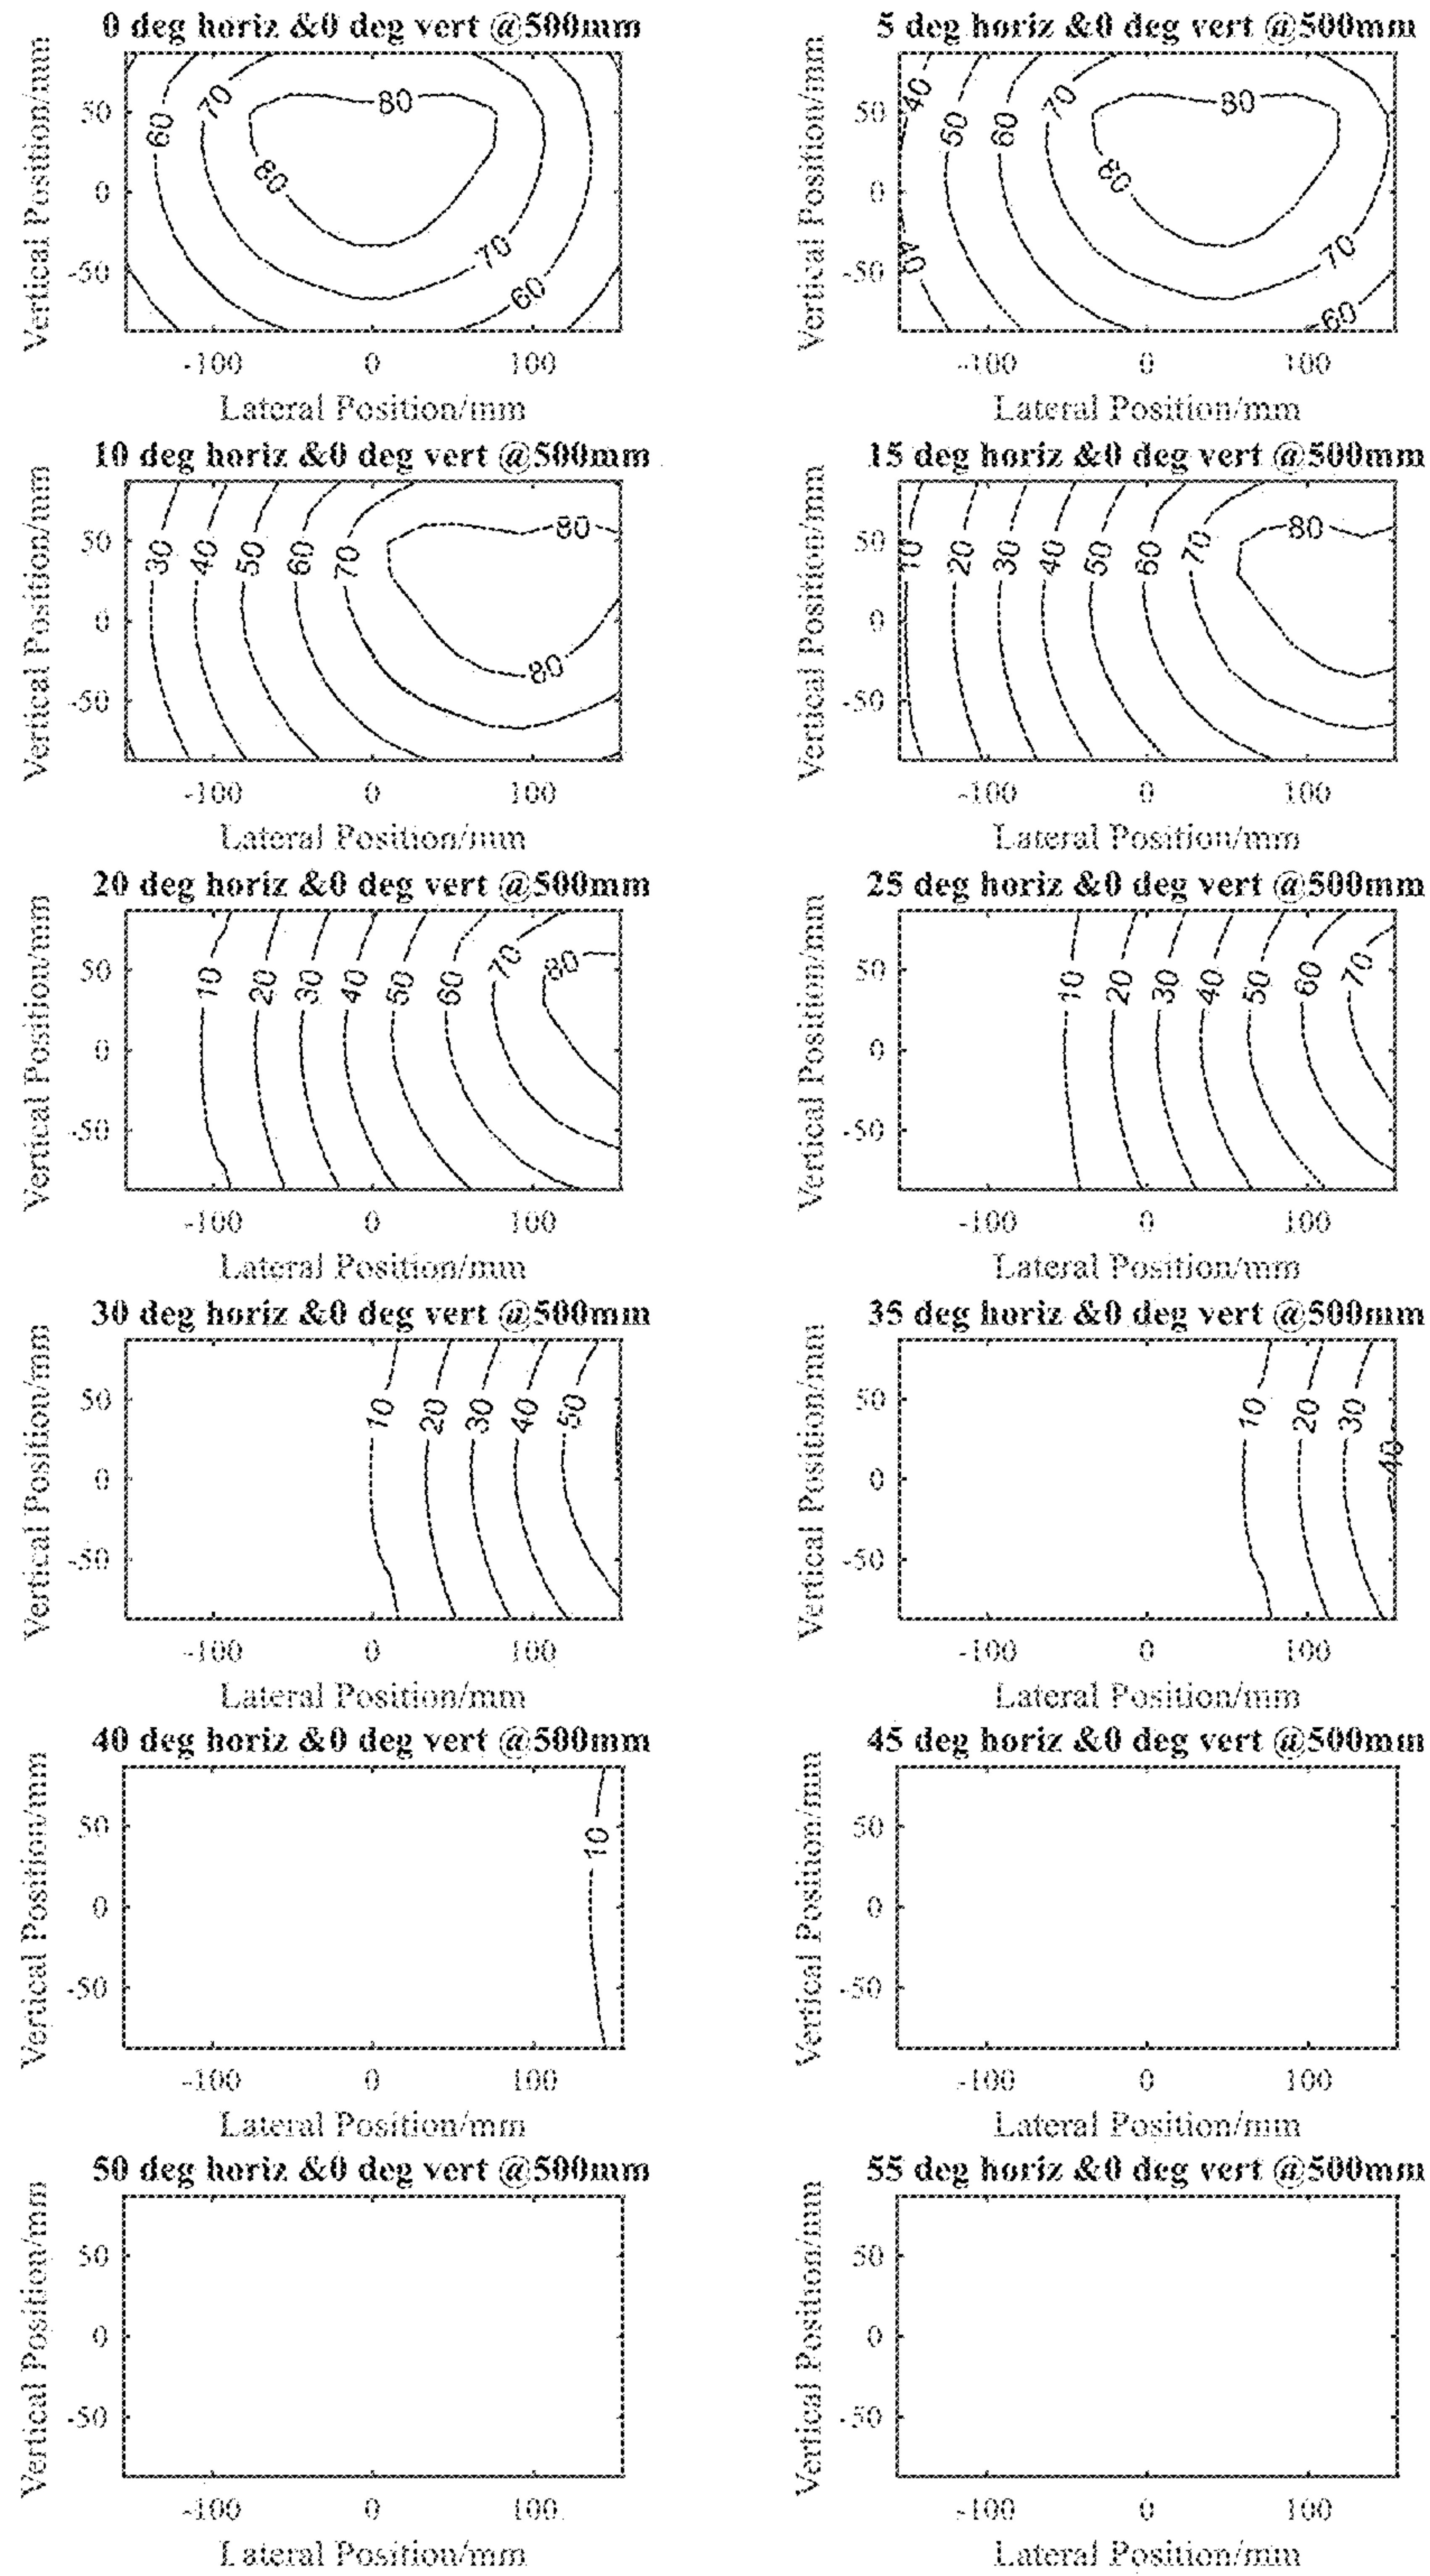 0 deg horiz &0 deg vert @500mm
Vertical Position/mm
50
0
-50
60
70
80
80
70
60
-100 0 100
Lateral Position/mm
5 deg horiz &0 deg vert @500mm
Vertical Position/mm
50
0
-50
40
50
60
70
80
80
70
60
-100 0 100
Lateral Position/mm
10 deg horiz &0 deg vert @500mm
Vertical Position/mm
50
0
-50
30 40 50 60 70 80
80
-100 0 100
Lateral Position/mm
15 deg horiz &0 deg vert @500mm
Vertical Position/mm
50
0
-50
10 20 30 40 50 60 70 80
-100 0 100
Lateral Position/mm
20 deg horiz &0 deg vert @500mm
Vertical Position/mm
50
0
-50
10 20 30 40 50 60 70 80
-100 0 100
Lateral Position/mm
25 deg horiz &0 deg vert @500mm
Vertical Position/mm
50
0
-50
10 20 30 40 50 60 70
-100 0 100
Lateral Position/mm
30 deg horiz &0 deg vert @500mm
Vertical Position/mm
50
0
-50
10 20 30 40 50
-100 0 100
Lateral Position/mm
35 deg horiz &0 deg vert @500mm
Vertical Position/mm
50
0
-50
10 20 30 40
-100 0 100
Lateral Position/mm
40 deg horiz &0 deg vert @500mm
Vertical Position/mm
50
0
-50
10
-100 0 100
Lateral Position/mm
45 deg horiz &0 deg vert @500mm
Vertical Position/mm
50
0
-50
-100 0 100
Lateral Position/mm
50 deg horiz &0 deg vert @500mm
Vertical Position/mm
50
0
-50
-100 0 100
Lateral Position/mm
55 deg horiz &0 deg vert @500mm
Vertical Position/mm
50
0
-50
-100 0 100
Lateral Position/mm